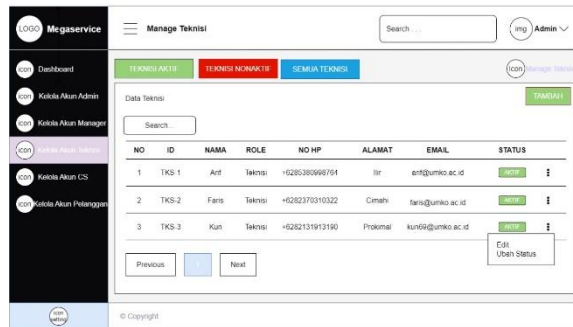 LOGO Megaservice
Manage Teknisi
Search . . .
img Admin
icon Dashboard
icon Kelola Akun Admin
icon Kelola Akun Manager
icon Kelola Akun Teknisi
icon Kelola Akun CS
icon Kelola Akun Pelanggan
icon setting
TEKNISI AKTIF TEKNISI NONAKTIF SEMUA TEKNISI
icon Manage Teknisi
Data Teknisi
TAMBAH
Search...
NO ID NAMA ROLE NO HP ALAMAT EMAIL STATUS
1 TKS-1 Arif Teknisi +6285380998764 Ilir arif@umko.ac.id AKTIF
2 TKS-2 Faris Teknisi +6282370310322 Cimahi faris@umko.ac.id AKTIF
3 TKS-3 Kun Teknisi +6282131913190 Prokimal kun69@umko.ac.id AKTIF
Edit
Ubah Status
Previous 1 Next
© Copyright